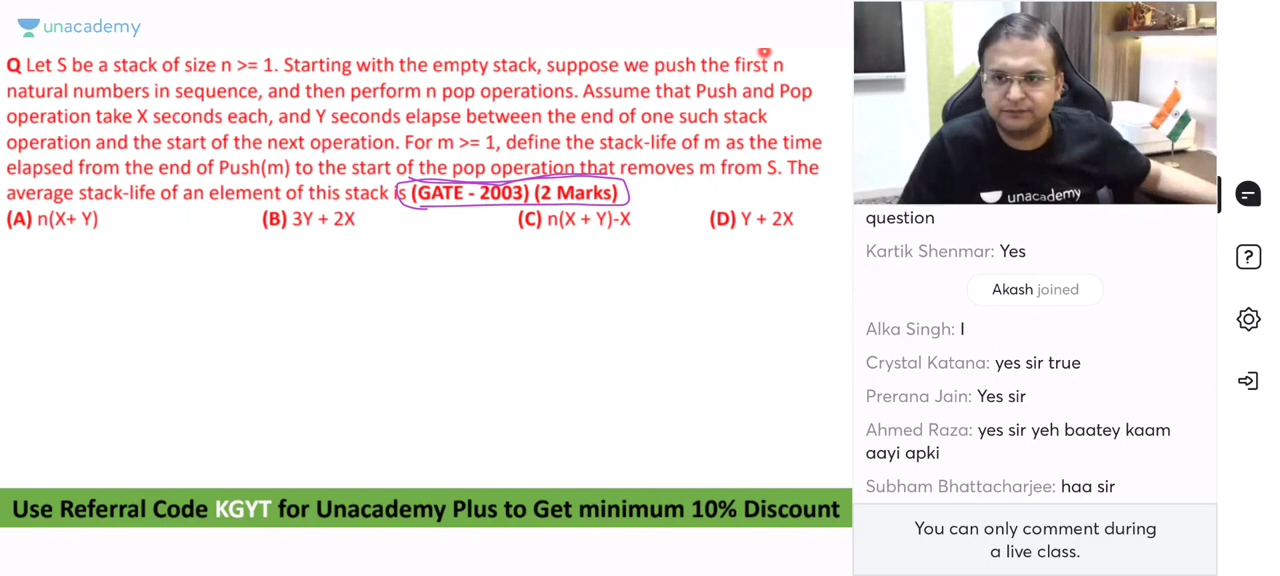 unacademy
Q Let S be a stack of size n >= 1. Starting with the empty stack, suppose we push the first n
natural numbers in sequence, and then perform n pop operations. Assume that Push and Pop
operation take X seconds each, and Y seconds elapse between the end of one such stack
operation and the start of the next operation. For m >= 1, define the stack-life of m as the time
elapsed from the end of Push(m) to the start of the pop operation that removes m from S. The
average stack-life of an element of this stack is (GATE - 2003) (2 Marks)
(A) n(X+ Y) (B) 3Y + 2X (C) n(X + Y)-X (D) Y + 2X
Use Referral Code KGYT for Unacademy Plus to Get minimum 10% Discount
unacademy
question
Kartik Shenmar: Yes
Akash joined
Alka Singh: I
Crystal Katana: yes sir true
Prerana Jain: Yes sir
Ahmed Raza: yes sir yeh baatey kaam
aayi apki
Subham Bhattacharjee: haa sir
You can only comment during
a live class.
?